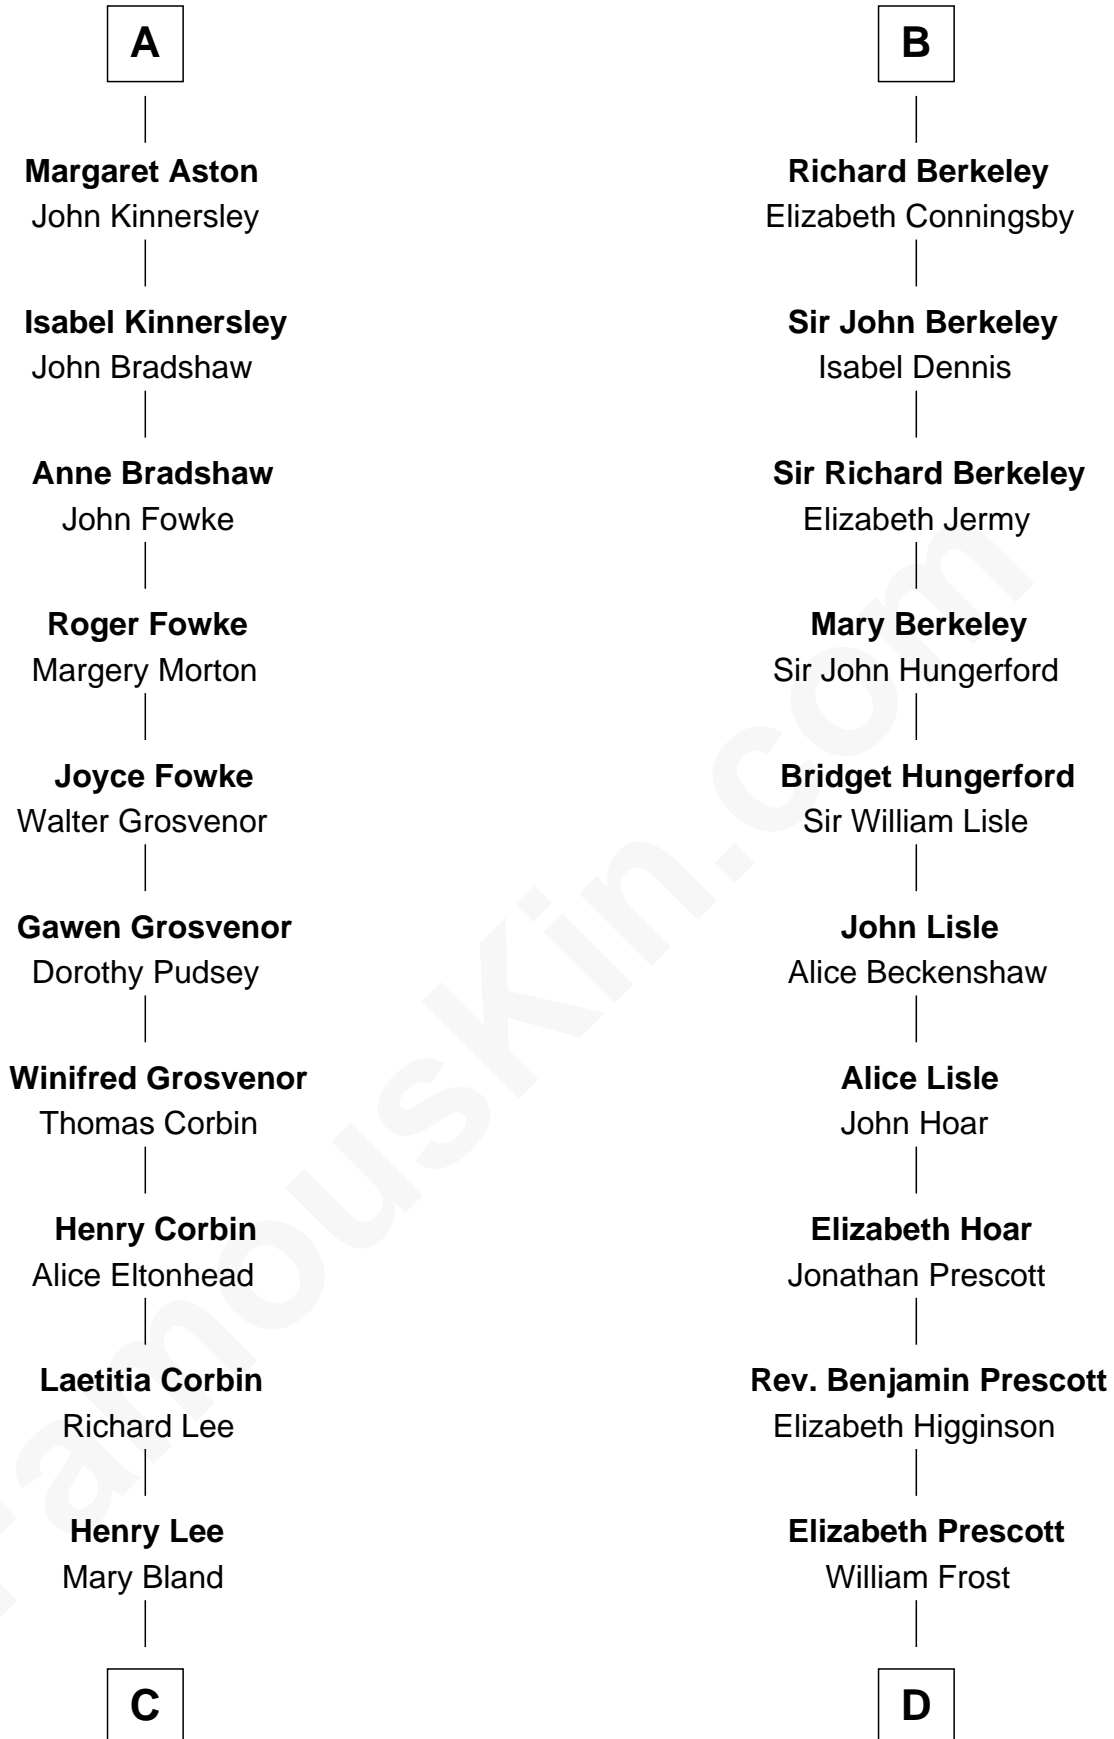 A
Margaret Aston
John Kinnersley
Isabel Kinnersley
John Bradshaw
Anne Bradshaw
John Fowke
Roger Fowke
Margery Morton
Joyce Fowke
Walter Grosvenor
Gawen Grosvenor
Dorothy Pudsey
Winifred Grosvenor
Thomas Corbin
Henry Corbin
Alice Eltonhead
Laetitia Corbin
Richard Lee
Henry Lee
Mary Bland
C
B
Richard Berkeley
Elizabeth Conningsby
Sir John Berkeley
Isabel Dennis
Sir Richard Berkeley
Elizabeth Jermy
Mary Berkeley
Sir John Hungerford
Bridget Hungerford
Sir William Lisle
John Lisle
Alice Beckenshaw
Alice Lisle
John Hoar
Elizabeth Hoar
Jonathan Prescott
Rev. Benjamin Prescott
Elizabeth Higginson
Elizabeth Prescott
William Frost
D
FamousKin.com